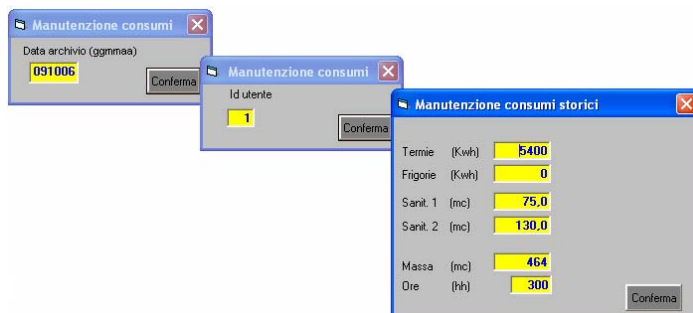 Manutenzione consumi
Data archivio (ggmmaa)
091006
Conferma
Manutenzione consumi
Id utente
1
Conferma
Manutenzione consumi storici
Termie (Kwh) 5400
Frigorie (Kwh) 0
Sanit. 1 (mc) 75,0
Sanit. 2 (mc) 130,0
Massa (mc) 464
Ore (hh) 300
Conferma